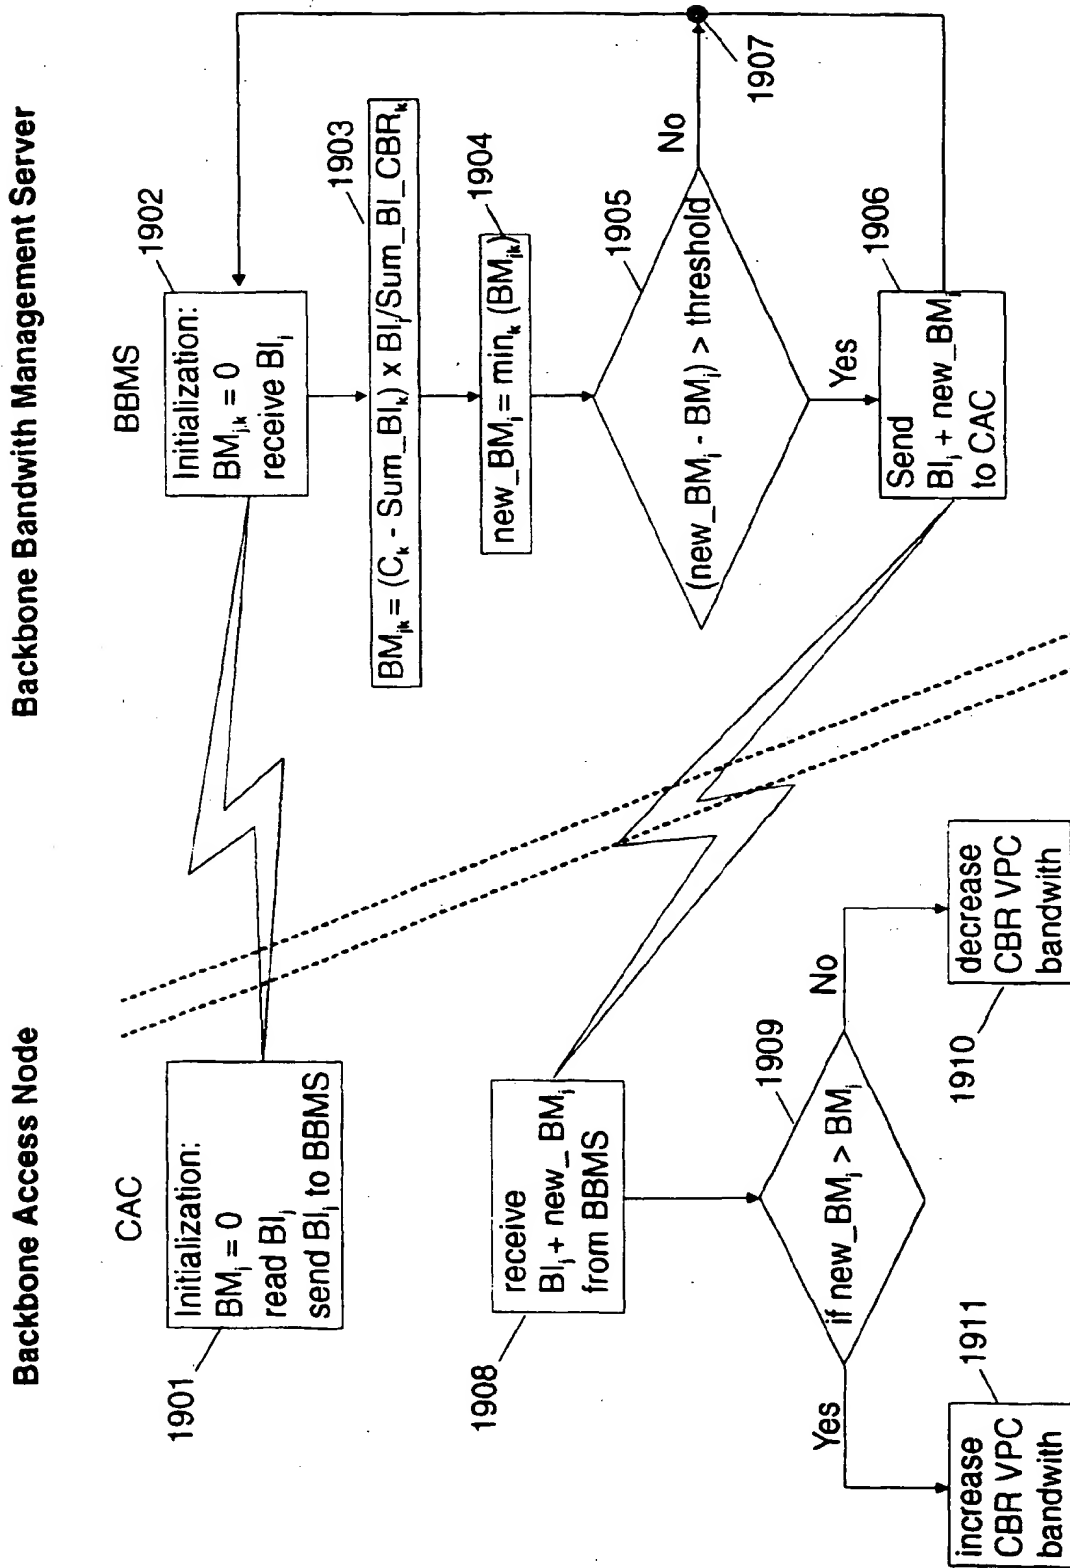 Backbone Access Node
Backbone Bandwith Management Server
CAC
1901
Initialization:
BMj = 0
read BIj
send BIj to BBMS
BBMS
1902
Initialization:
BMjk = 0
receive BIj
1903
BMjk = (Ck - Sum_BIk) x BIj/Sum_BI_CBRk
1904
new_BMj = mink (BMjk)
1905
(new_BMj - BMj) > threshold
No
1907
Yes
1906
Send
BIj + new_BMj
to CAC
1908
receive
BIj + new_BMj
from BBMS
1909
if new_BMj > BMj
No
1910
decrease
CBR VPC
bandwith
Yes
1911
increase
CBR VPC
bandwith